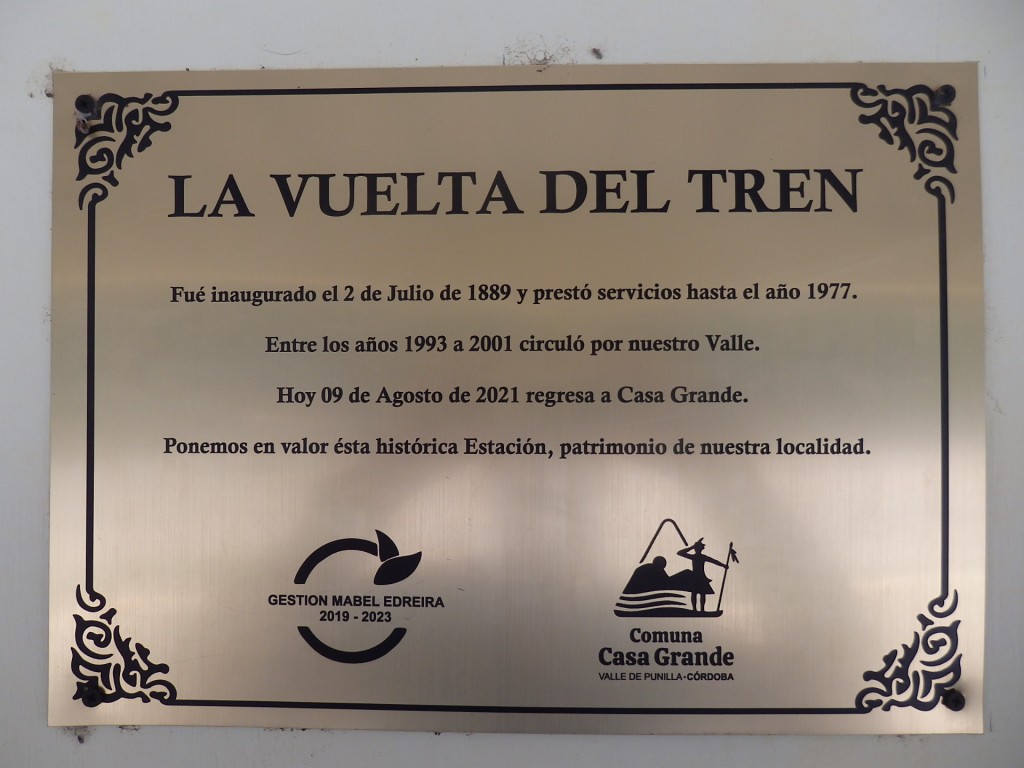 LA VUELTA DEL TREN
Fué inaugurado el 2 de Julio de 1889 y prestó servicios hasta el año 1977.
Entre los años 1993 a 2001 circuló por nuestro Valle.
Hoy 09 de Agosto de 2021 regresa a Casa Grande.
Ponemos en valor ésta histórica Estación, patrimonio de nuestra localidad.
GESTION MABEL EDREIRA
2019 - 2023
Comuna
Casa Grande
VALLE DE PUNILLA-CÓRDOBA